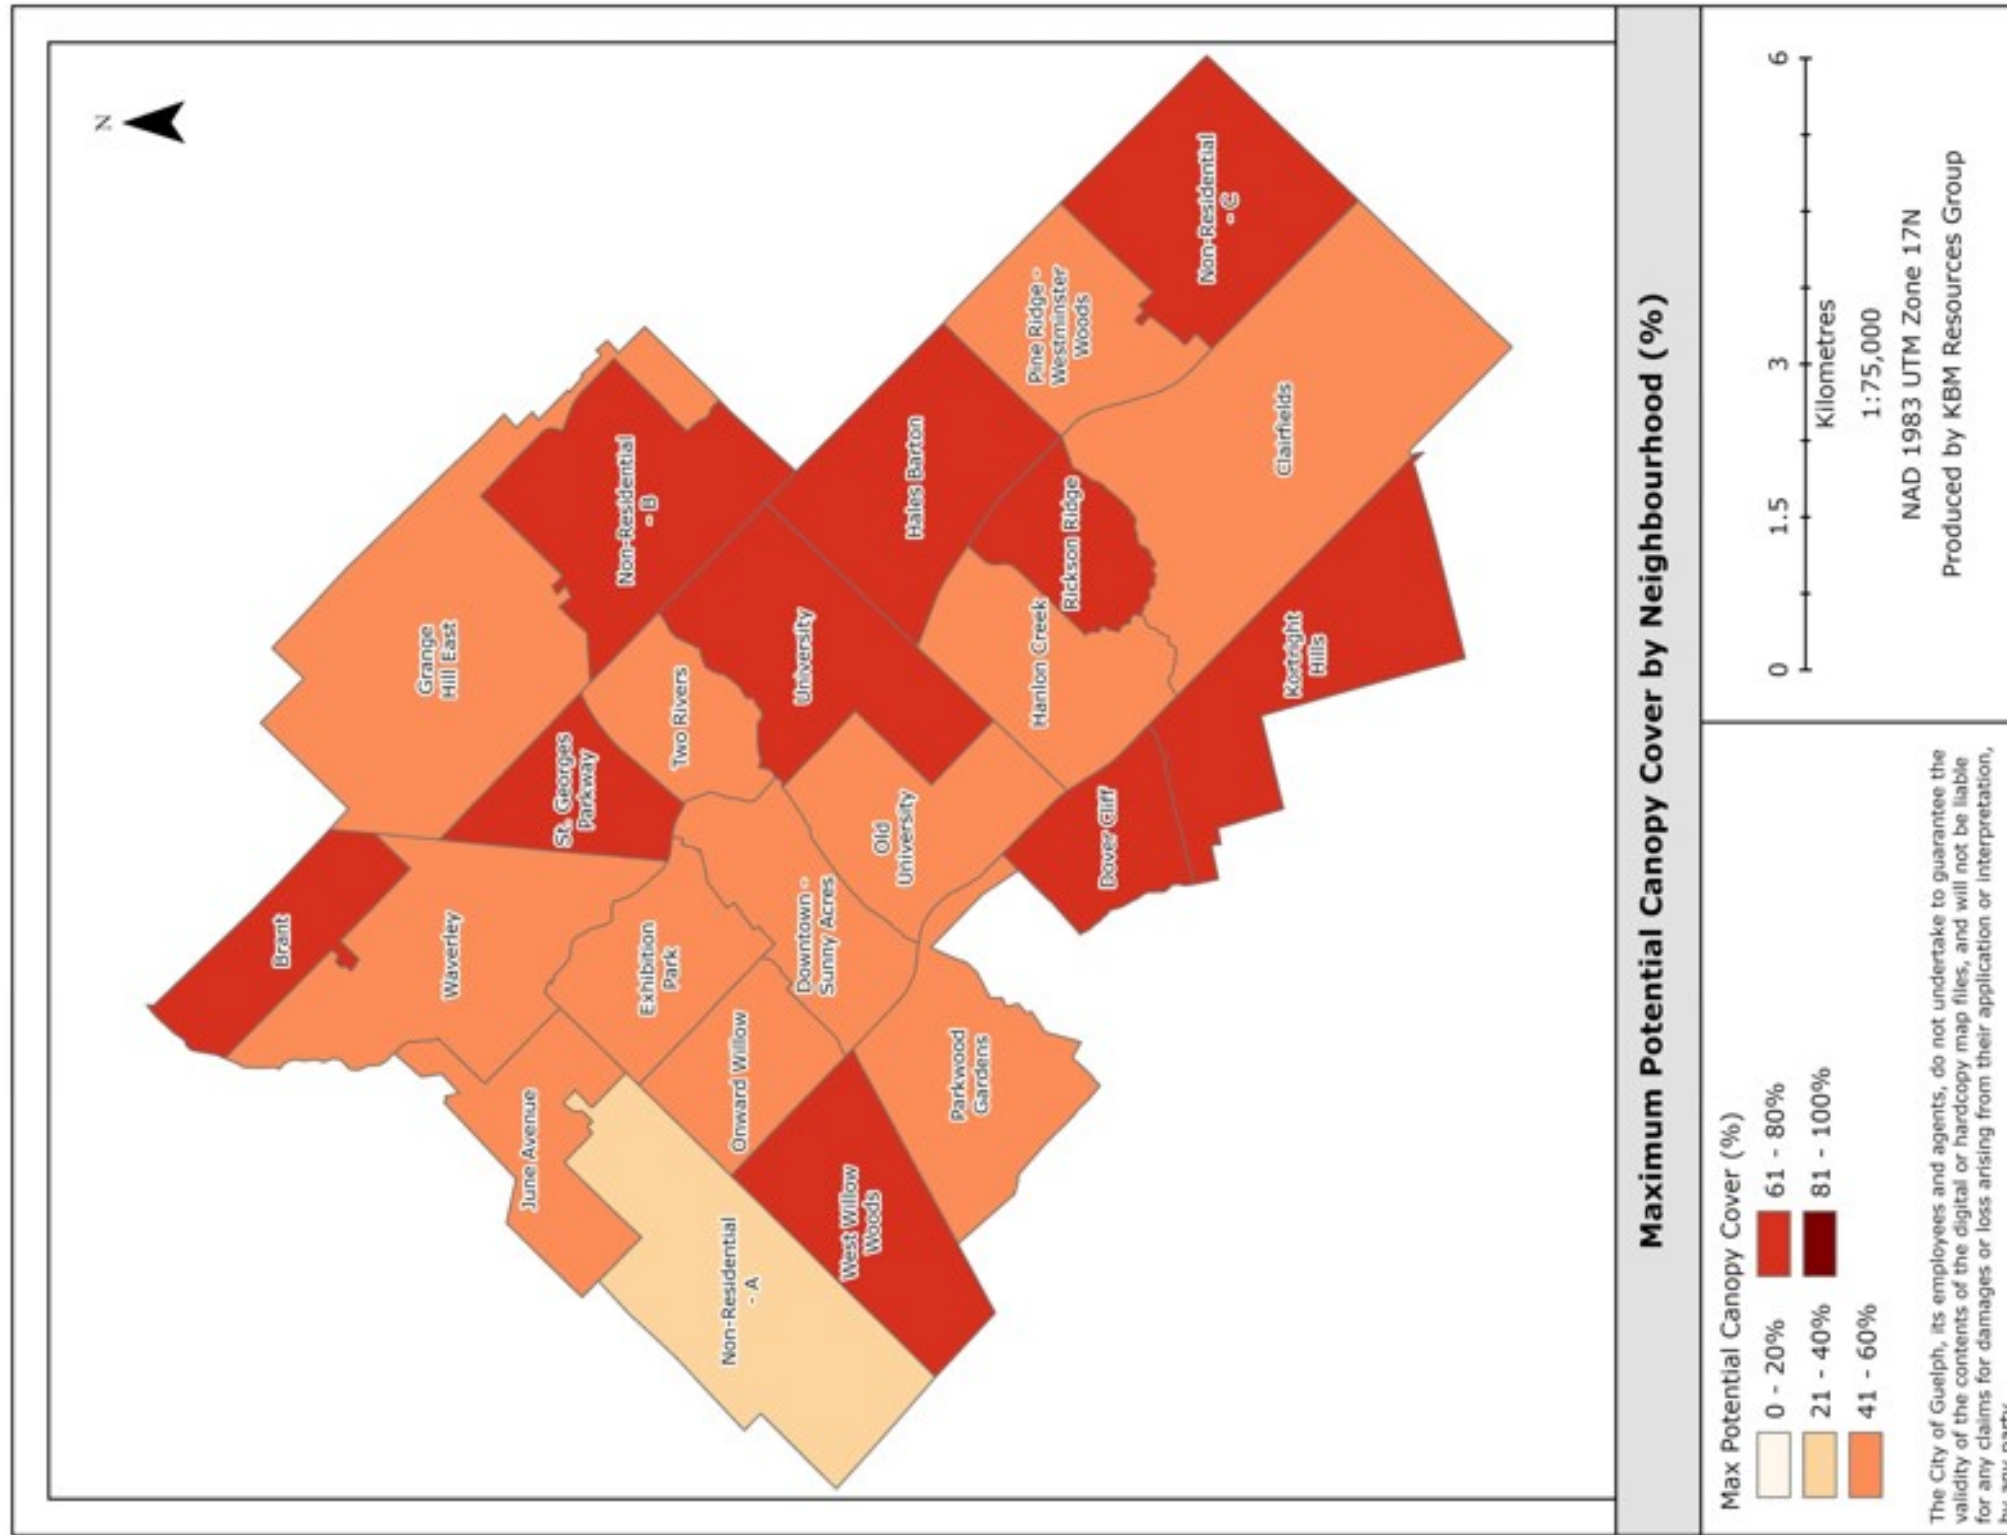 N
Brant
Waverley
Grange
Hill East
June Avenue
Exhibition
Park
St. Georges
Parkway
Non-Residential
- B
Two Rivers
Onward Willow
Non-Residential
- A
Downtown -
Sunny Acres
University
West Willow
Woods
Old
University
Hales Barton
Parkwood
Gardens
Hanlon Creek
Rickson Ridge
Pine Ridge -
Westminster
Woods
Dover Cliff
Non-Residential
- C
Clairfields
Kortright
Hills
Maximum Potential Canopy Cover by Neighbourhood (%)
Max Potential Canopy Cover (%)
0 - 20%
21 - 40%
41 - 60%
61 - 80%
81 - 100%
The City of Guelph, its employees and agents, do not undertake to guarantee the
validity of the contents of the digital or hardcopy map files, and will not be liable
for any claims for damages or loss arising from their application or interpretation,
by any party.
0 1.5 3 6
Kilometres
1:75,000
NAD 1983 UTM Zone 17N
Produced by KBM Resources Group